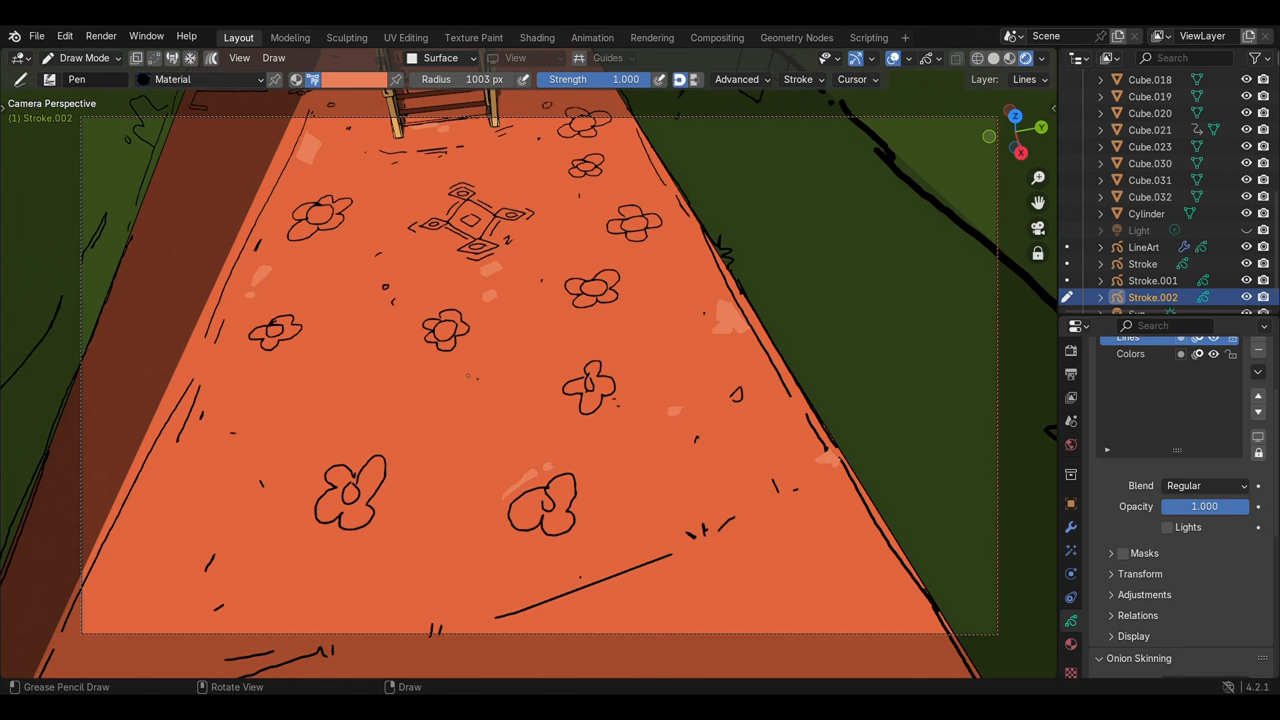 File Edit Render Window Help
Layout Modeling Sculpting UV Editing Texture Paint Shading Animation Rendering Compositing Geometry Nodes Scripting +
Scene ViewLayer
Draw Mode View Draw Surface View Guides Search
Pen Material Radius 1003 px Strength 1.000 Advanced Stroke Cursor Layer: Lines
Camera Perspective
(1) Stroke.002
Z
Y
X
Cube.018
Cube.019
Cube.020
Cube.021
Cube.023
Cube.030
Cube.031
Cube.032
Cylinder
Light
LineArt
Stroke
Stroke.001
Stroke.002
Search
Lines
Colors
Blend Regular
Opacity 1.000
Lights
Masks
Transform
Adjustments
Relations
Display
Onion Skinning
Grease Pencil Draw Rotate View Draw 4.2.1